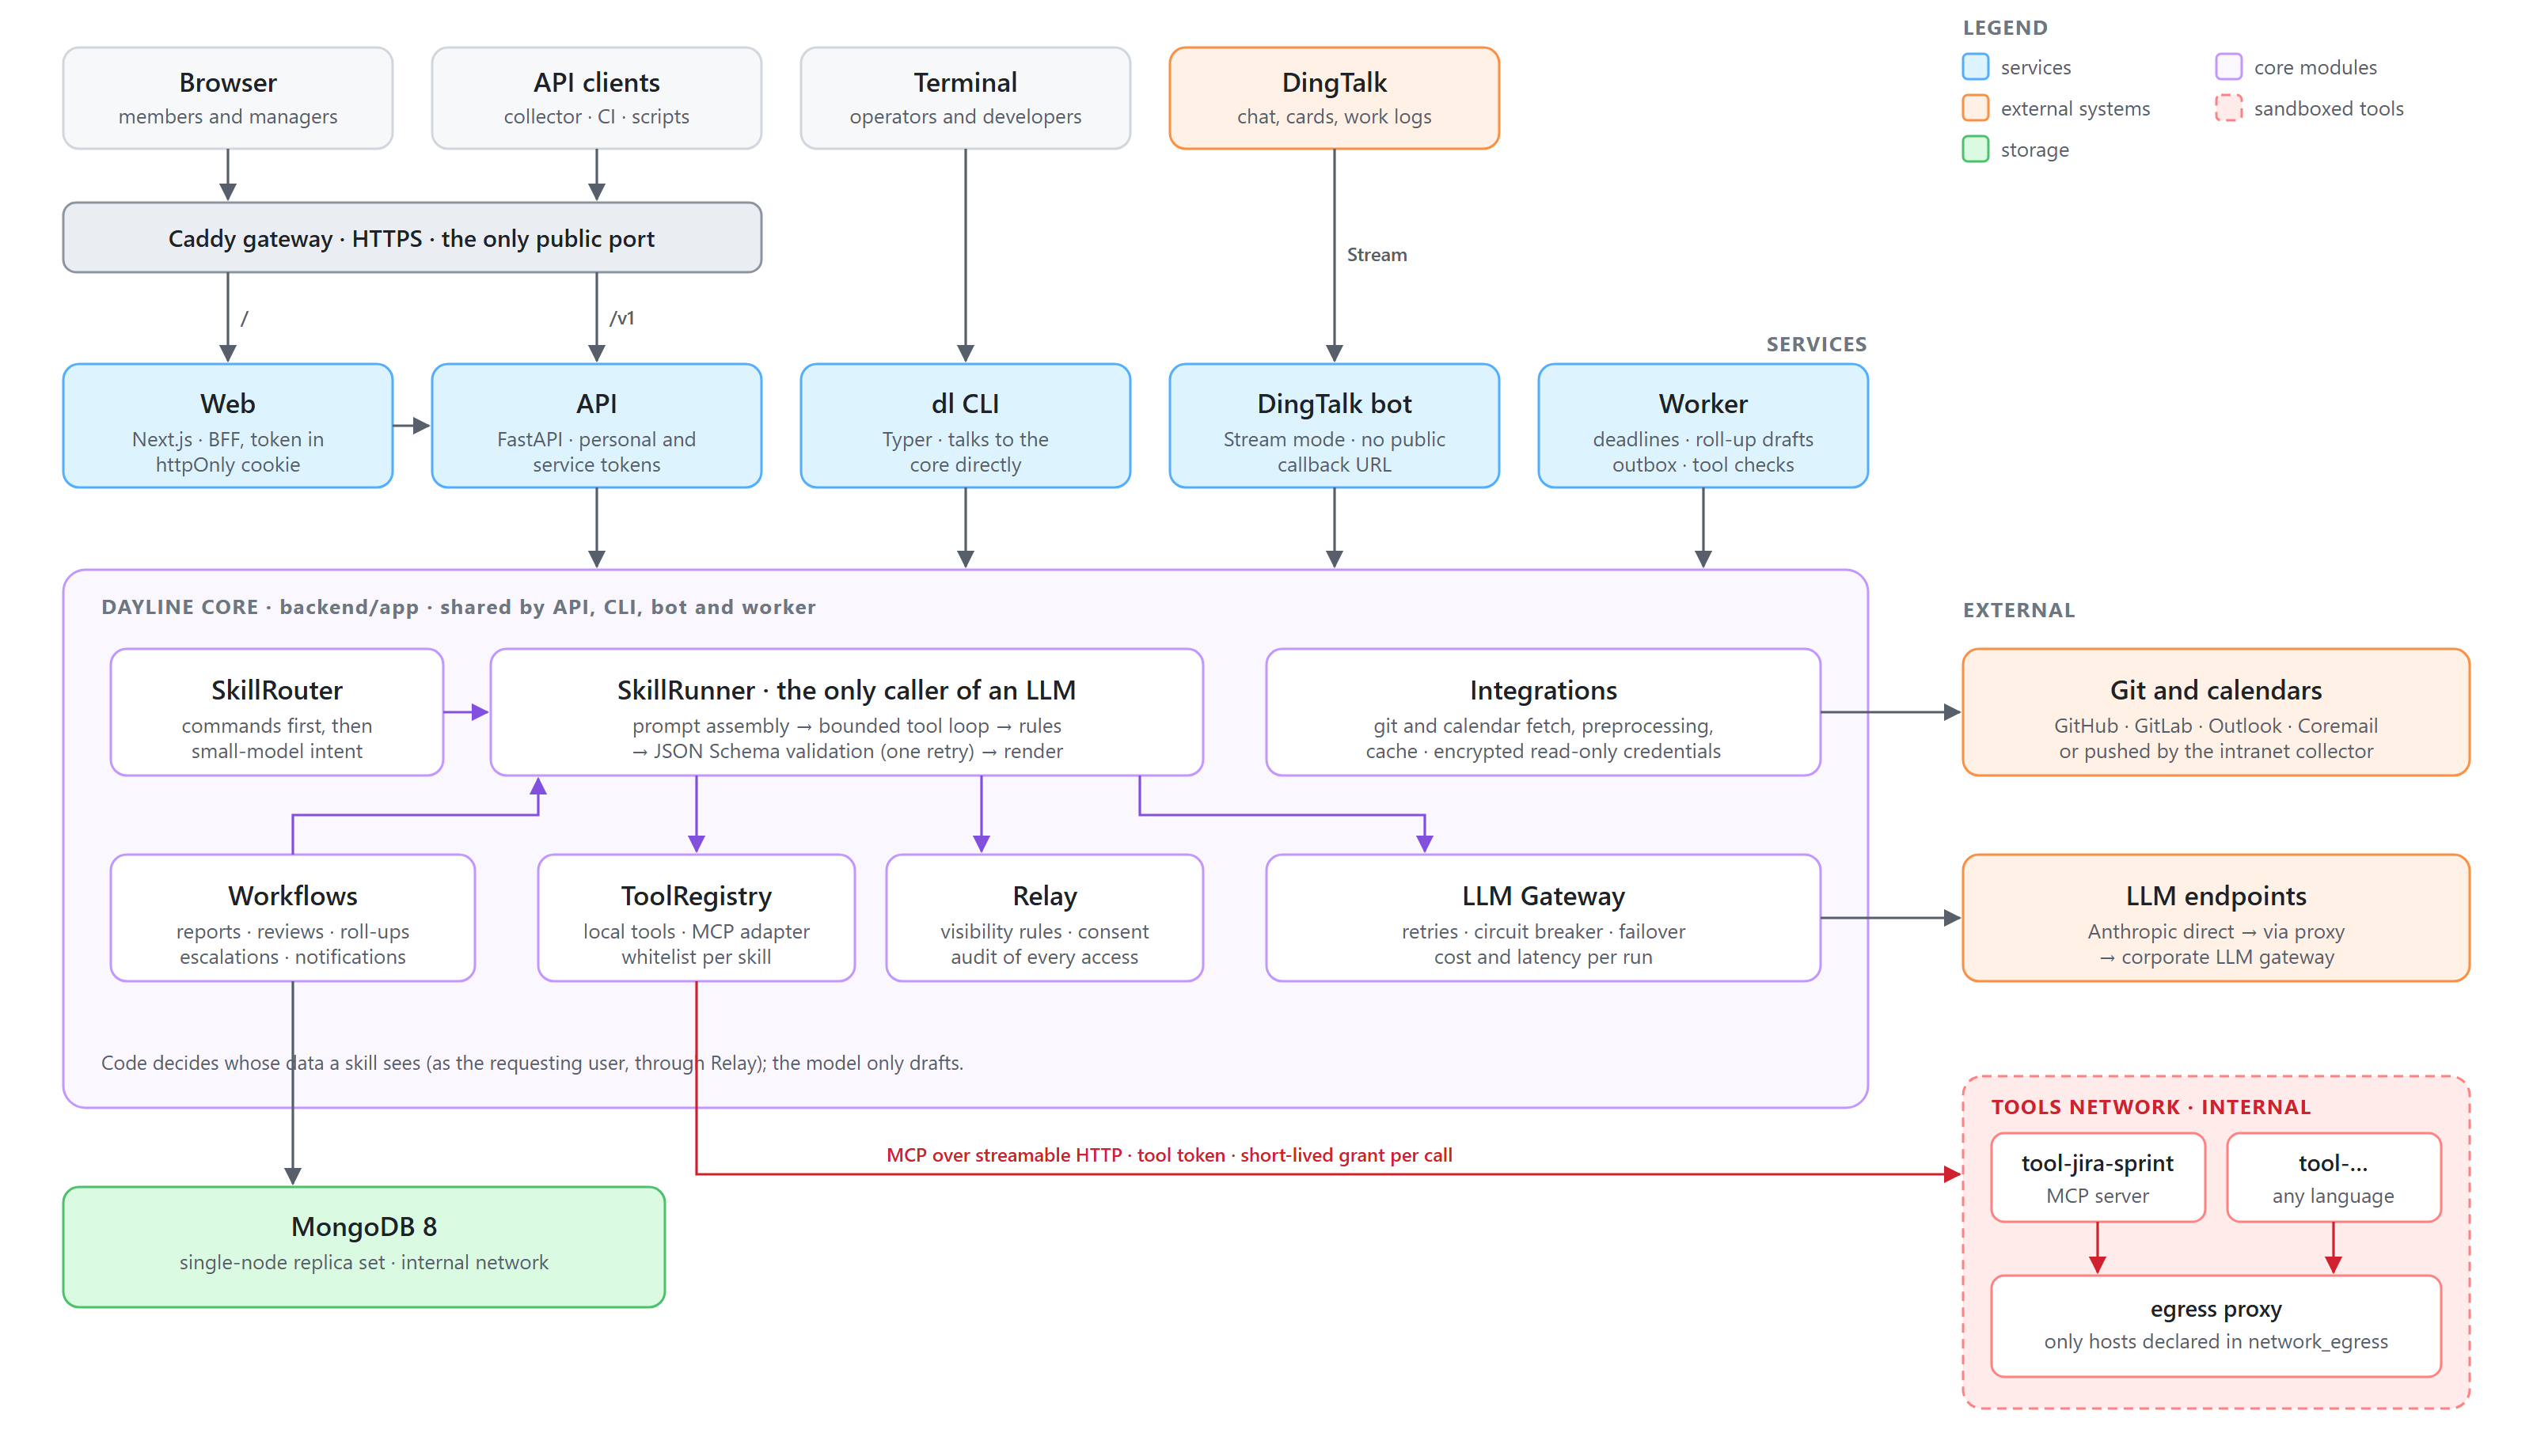 LEGEND
services
core modules
external systems
sandboxed tools
storage
Browser
members and managers
API clients
collector · CI · scripts
Terminal
operators and developers
DingTalk
chat, cards, work logs
Caddy gateway · HTTPS · the only public port
Stream
/
/v1
SERVICES
Web
Next.js · BFF, token in
httpOnly cookie
API
FastAPI · personal and
service tokens
dl CLI
Typer · talks to the
core directly
DingTalk bot
Stream mode · no public
callback URL
Worker
deadlines · roll-up drafts
outbox · tool checks
DAYLINE CORE · backend/app · shared by API, CLI, bot and worker
SkillRouter
commands first, then
small-model intent
SkillRunner · the only caller of an LLM
prompt assembly → bounded tool loop → rules
→ JSON Schema validation (one retry) → render
Integrations
git and calendar fetch, preprocessing,
cache · encrypted read-only credentials
EXTERNAL
Git and calendars
GitHub · GitLab · Outlook · Coremail
or pushed by the intranet collector
Workflows
reports · reviews · roll-ups
escalations · notifications
ToolRegistry
local tools · MCP adapter
whitelist per skill
Relay
visibility rules · consent
audit of every access
LLM Gateway
retries · circuit breaker · failover
cost and latency per run
LLM endpoints
Anthropic direct → via proxy
→ corporate LLM gateway
Code decides whose data a skill sees (as the requesting user, through Relay); the model only drafts.
MCP over streamable HTTP · tool token · short-lived grant per call
MongoDB 8
single-node replica set · internal network
TOOLS NETWORK · INTERNAL
tool-jira-sprint
MCP server
tool-...
any language
egress proxy
only hosts declared in network_egress